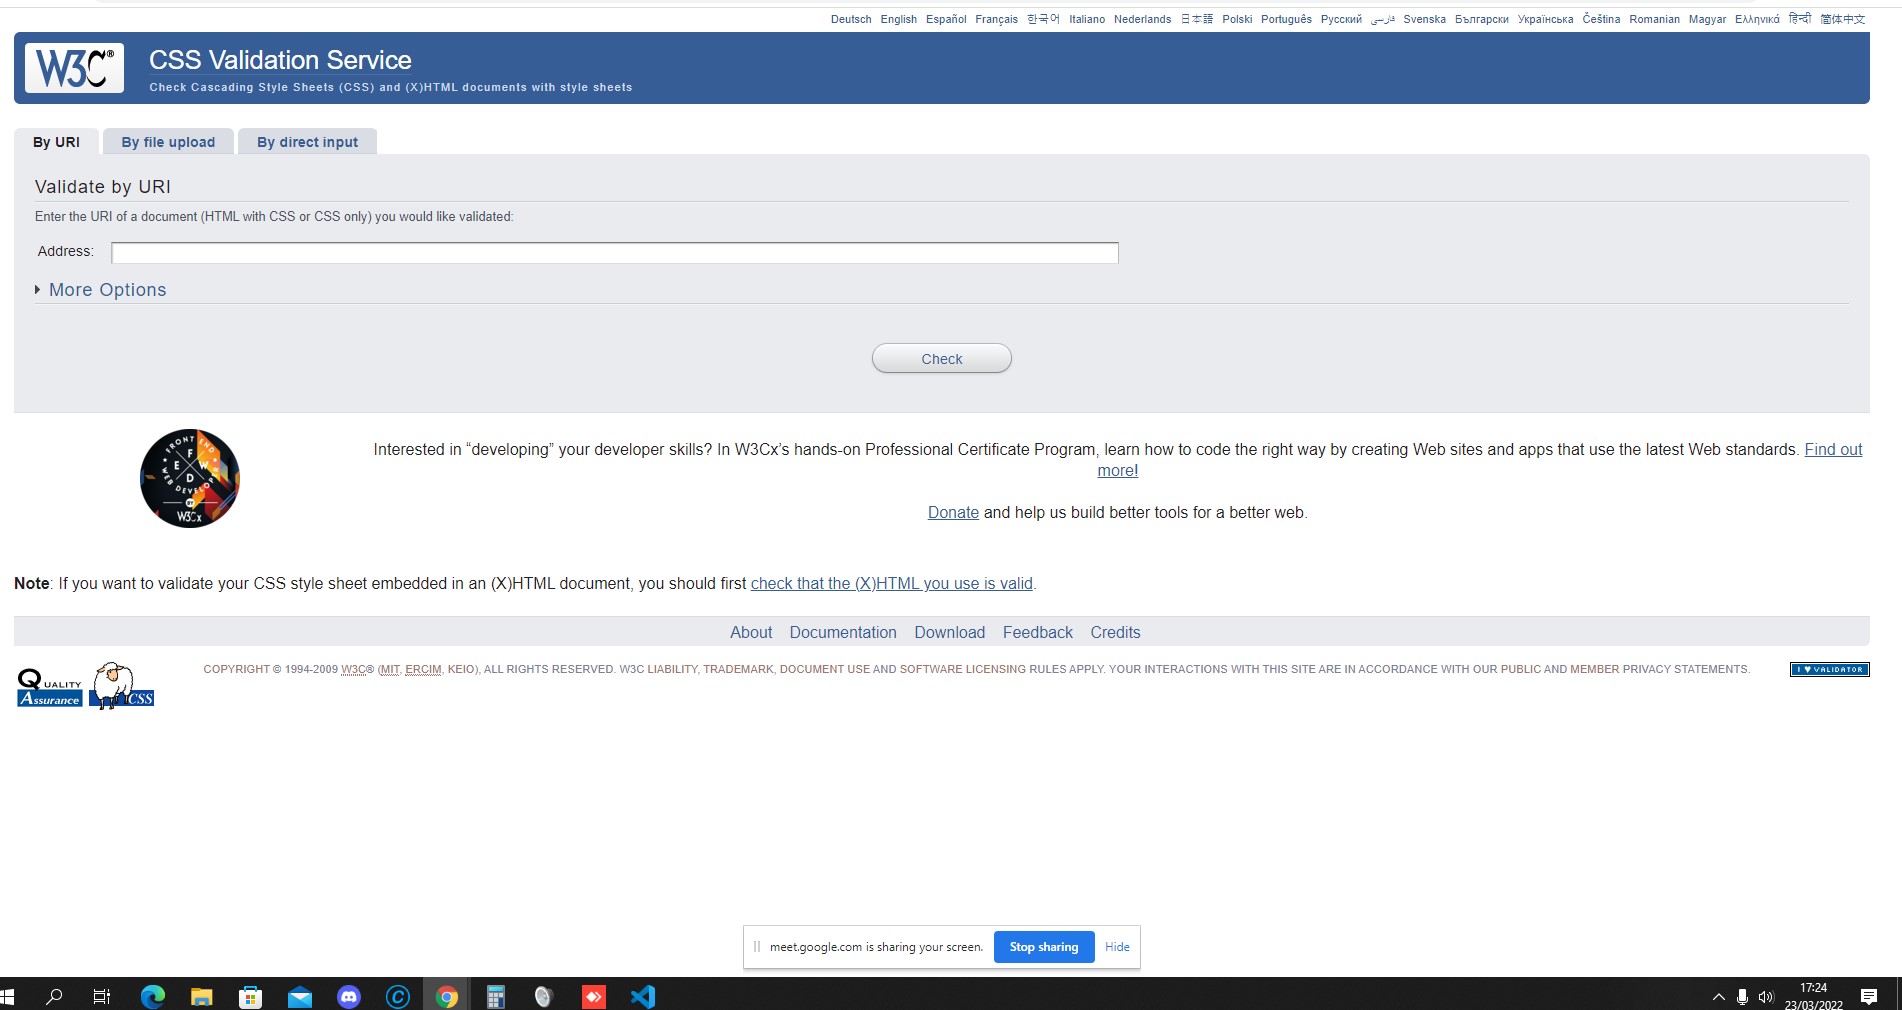 Deutsch English Español Français 한국어 Italiano Nederlands 日本語 Polski Português Русский فارسی Svenska Български Українська Čeština Romanian Magyar Ελληνικά हिन्दी 简体中文
W3C®
CSS Validation Service
Check Cascading Style Sheets (CSS) and (X)HTML documents with style sheets
By URI By file upload By direct input
Validate by URI
Enter the URI of a document (HTML with CSS or CSS only) you would like validated:
Address:
More Options
Check
FRONT END
F
E W
D
WEB DEVELOPER
BY
W3Cx
Interested in “developing” your developer skills? In W3Cx’s hands-on Professional Certificate Program, learn how to code the right way by creating Web sites and apps that use the latest Web standards. Find out
more!
Donate and help us build better tools for a better web.
Note: If you want to validate your CSS style sheet embedded in an (X)HTML document, you should first check that the (X)HTML you use is valid.
About Documentation Download Feedback Credits
QUALITY
Assurance
CSS
COPYRIGHT © 1994-2009 W3C® (MIT, ERCIM, KEIO), ALL RIGHTS RESERVED. W3C LIABILITY, TRADEMARK, DOCUMENT USE AND SOFTWARE LICENSING RULES APPLY. YOUR INTERACTIONS WITH THIS SITE ARE IN ACCORDANCE WITH OUR PUBLIC AND MEMBER PRIVACY STATEMENTS.
I ♥ VALIDATOR
meet.google.com is sharing your screen. Stop sharing Hide
17:24
23/03/2022